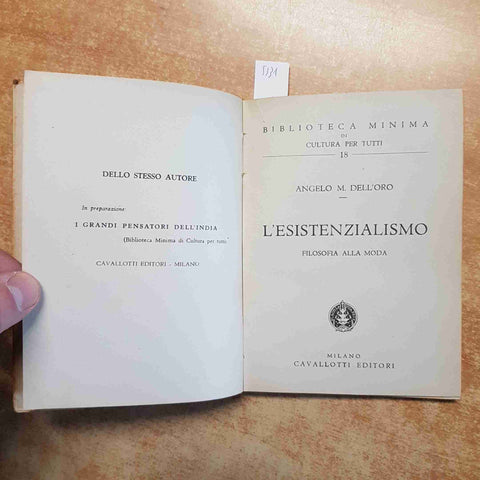 5131
DELLO STESSO AUTORE
In preparazione:
I GRANDI PENSATORI DELL'INDIA
(Biblioteca Minima di Cultura per tutti)
CAVALLOTTI EDITORI - MILANO
BIBLIOTECA MINIMA
DI
CULTURA PER TUTTI
18
ANGELO M. DELL'ORO
L'ESISTENZIALISMO
FILOSOFIA ALLA MODA
MILANO
CAVALLOTTI EDITORI